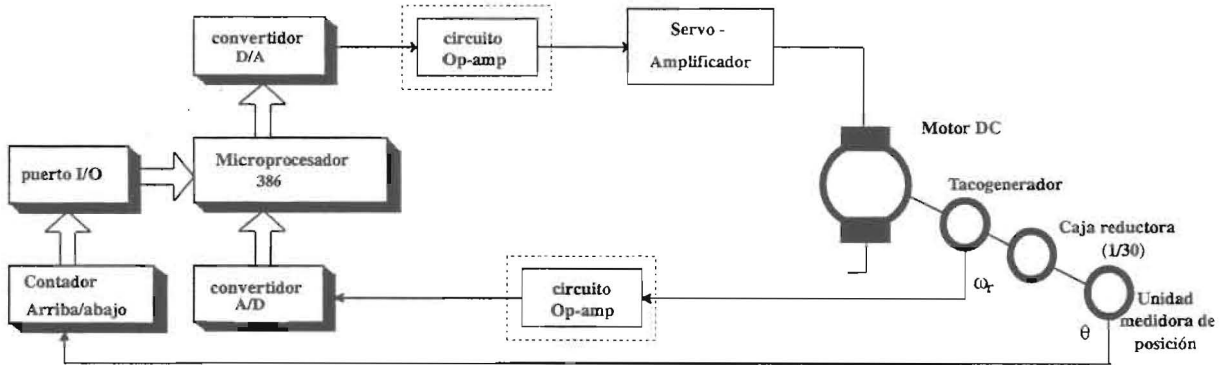 convertidor
D/A
circuito
Op-amp
Servo -
Amplificador
Motor DC
puerto I/O
Microprocesador
386
Tacogenerador
Caja reductora
(1/30)
Contador
Arriba/abajo
convertidor
A/D
circuito
Op-amp
ωr
θ
Unidad
medidora de
posición